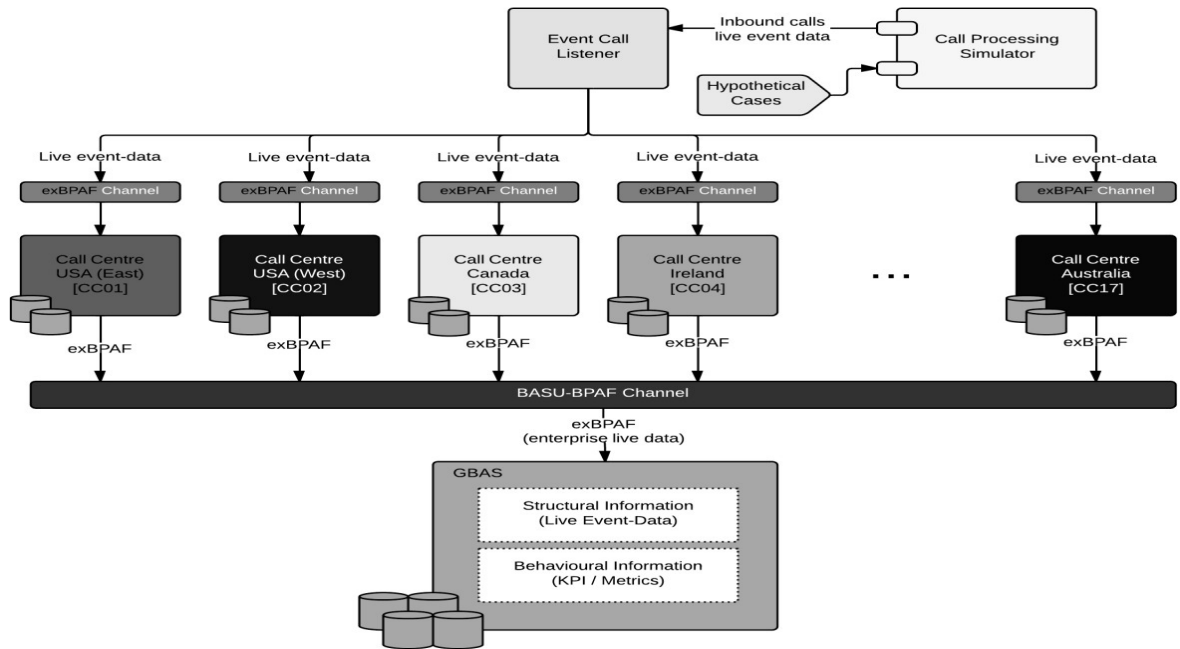 Event Call
Listener
Inbound calls
live event data
Call Processing
Simulator
Hypothetical
Cases
Live event-data
Live event-data
Live event-data
Live event-data
Live event-data
exBPAF Channel
exBPAF Channel
exBPAF Channel
exBPAF Channel
exBPAF Channel
Call Centre
USA (East)
[CC01]
Call Centre
USA (West)
[CC02]
Call Centre
Canada
[CC03]
Call Centre
Ireland
[CC04]
...
Call Centre
Australia
[CC17]
exBPAF
exBPAF
exBPAF
exBPAF
exBPAF
BASU-BPAF Channel
exBPAF
(enterprise live data)
GBAS
Structural Information
(Live Event-Data)
Behavioural Information
(KPI / Metrics)